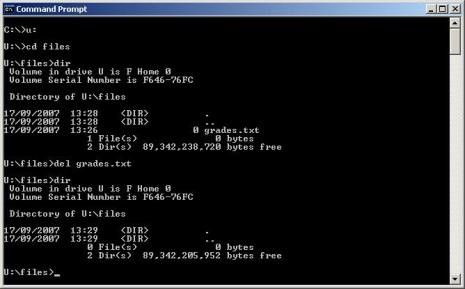 Command Prompt
C:\>u:
U:\>cd files
U:\files>dir
 Volume in drive U is F Home 0
 Volume Serial Number is F646-76FC
 Directory of U:\files
17/09/2007  13:28    <DIR>          .
17/09/2007  13:28    <DIR>          ..
17/09/2007  13:26                 0 grades.txt
               1 File(s)              0 bytes
               2 Dir(s)  89,342,238,720 bytes free
U:\files>del grades.txt
U:\files>dir
 Volume in drive U is F Home 0
 Volume Serial Number is F646-76FC
 Directory of U:\files
17/09/2007  13:29    <DIR>          .
17/09/2007  13:29    <DIR>          ..
               0 File(s)              0 bytes
               2 Dir(s)  89,342,205,952 bytes free
U:\files>_